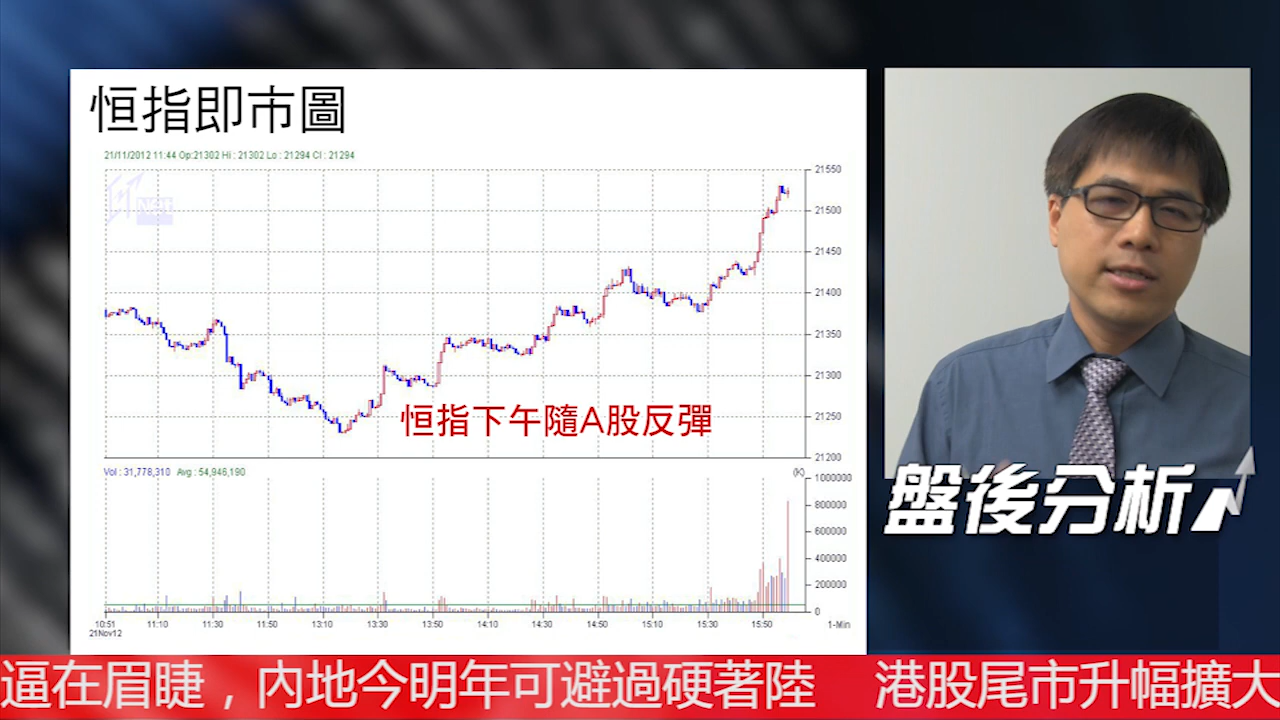 恒指即市圖
21/11/2012 11:44 Op:21302 Hi : 21302 Lo : 21294 Cl : 21294
21550
21500
21450
21400
21350
21300
21250
21200
恒指下午隨A股反彈
Vol : 31,778,310 Avg : 54,946,190
(K)
1000000
800000
600000
400000
200000
0
10:51 11:10 11:30 11:50 13:10 13:30 13:50 14:10 14:30 14:50 15:10 15:30 15:50 1-Min
21Nov12
盤後分析
逼在眉睫，內地今明年可避過硬著陸 港股尾市升幅擴大